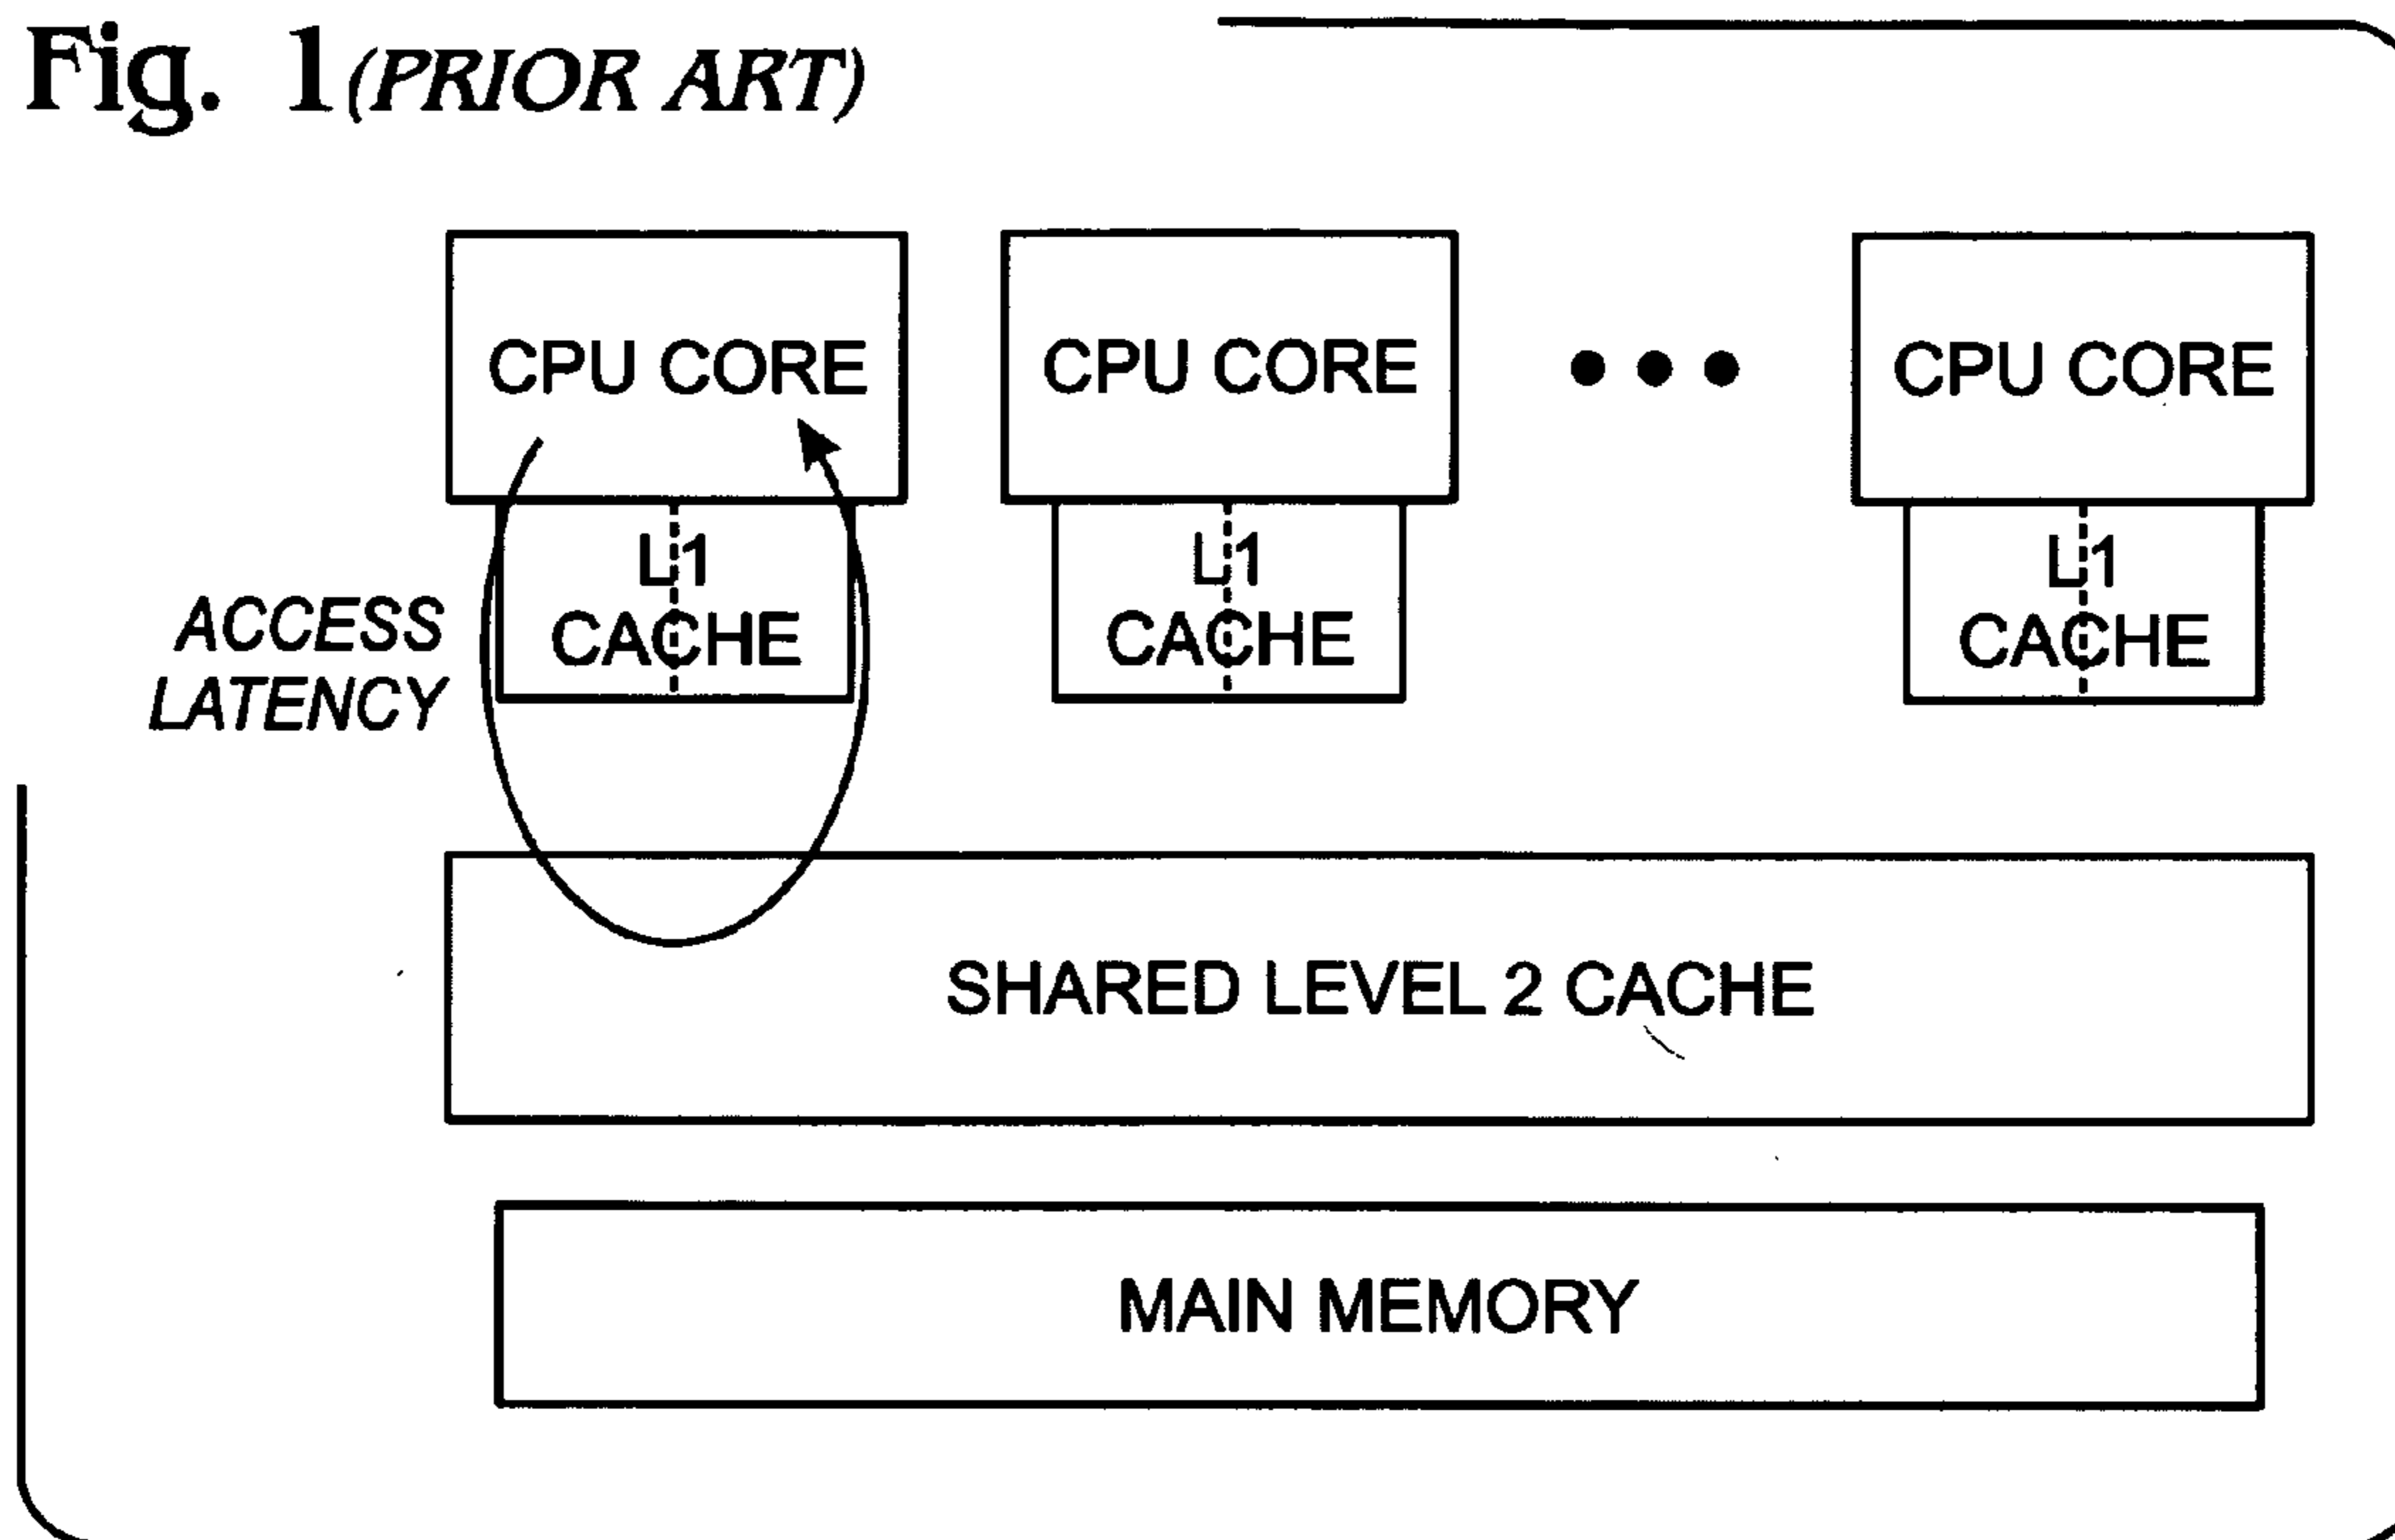 Fig. 1 (PRIOR ART)
CPU CORE
CPU CORE
CPU CORE
L1
CACHE
L1
CACHE
L1
CACHE
ACCESS
LATENCY
SHARED LEVEL 2 CACHE
MAIN MEMORY